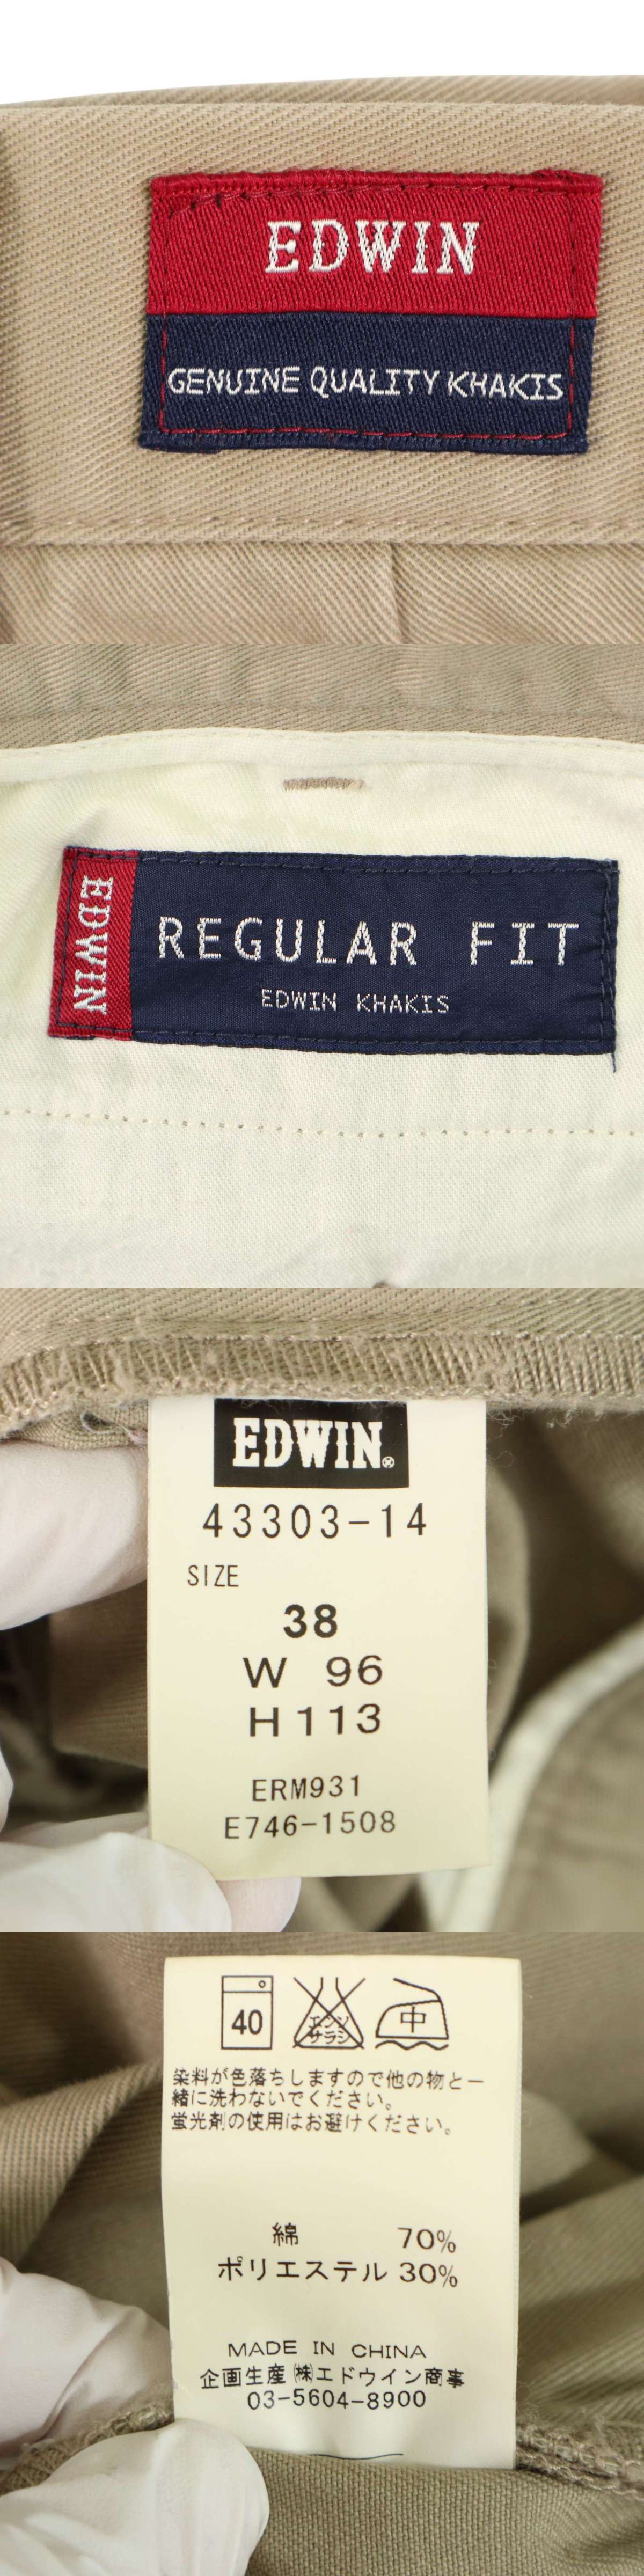 EDWIN
GENUINE QUALITY KHAKIS
EDWIN
REGULAR FIT
EDWIN KHAKIS
EDWIN®
43303-14
SIZE
38
W 96
H 113
ERM931
E746-1508
40
エンソ
サラシ
中
染料が色落ちしますので他の物と一
緒に洗わないでください。
蛍光剤の使用はお避けください。
綿 70%
ポリエステル 30%
MADE IN CHINA
企画生産 ㈱エドウイン商事
03-5604-8900